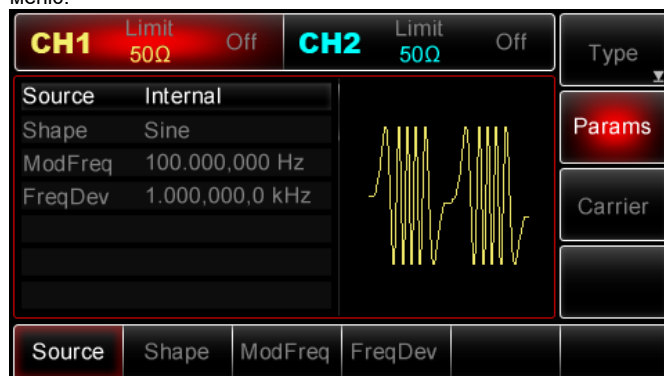 меню.
CH1 Limit 50Ω Off CH2 Limit 50Ω Off
Type
Source Internal
Shape Sine
ModFreq 100.000,000 Hz
FreqDev 1.000,000,0 kHz
Params
Carrier
Source Shape ModFreq FreqDev